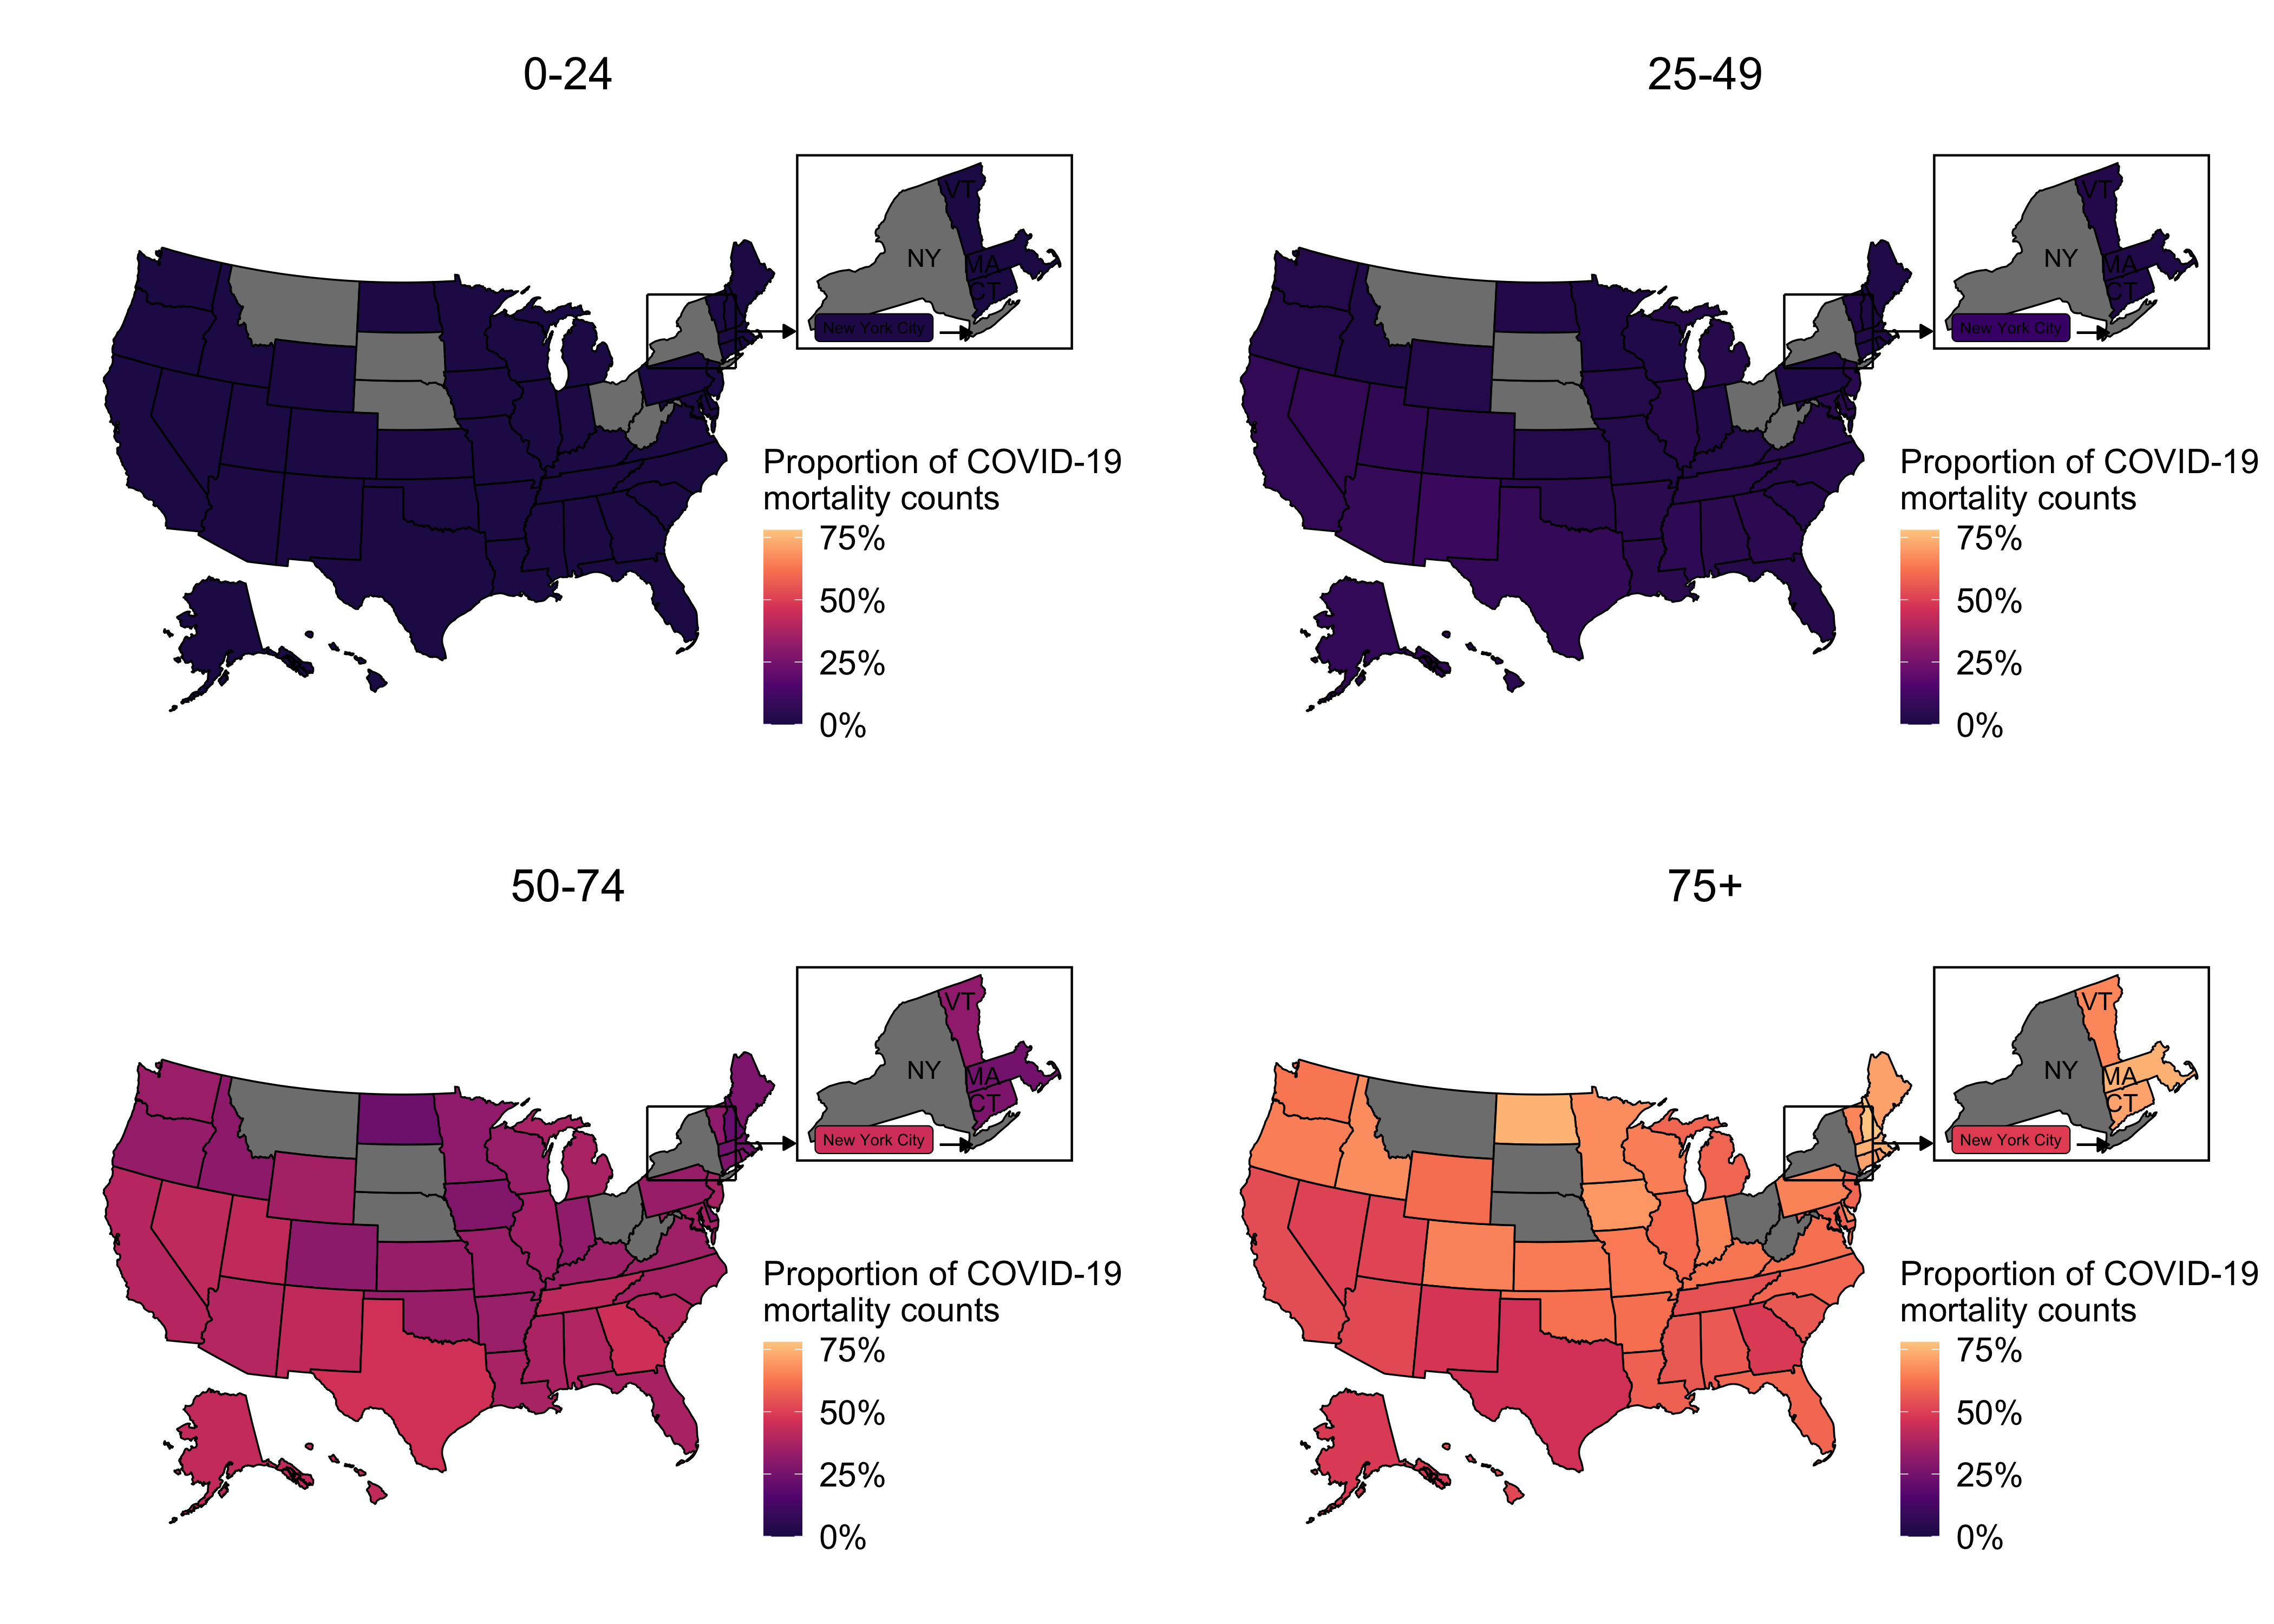 0-24
VT
NY
MA
CT
New York City
Proportion of COVID-19
mortality counts
75%
50%
25%
0%
25-49
VT
NY
MA
CT
New York City
Proportion of COVID-19
mortality counts
75%
50%
25%
0%
50-74
VT
NY
MA
CT
New York City
Proportion of COVID-19
mortality counts
75%
50%
25%
0%
75+
VT
NY
MA
CT
New York City
Proportion of COVID-19
mortality counts
75%
50%
25%
0%